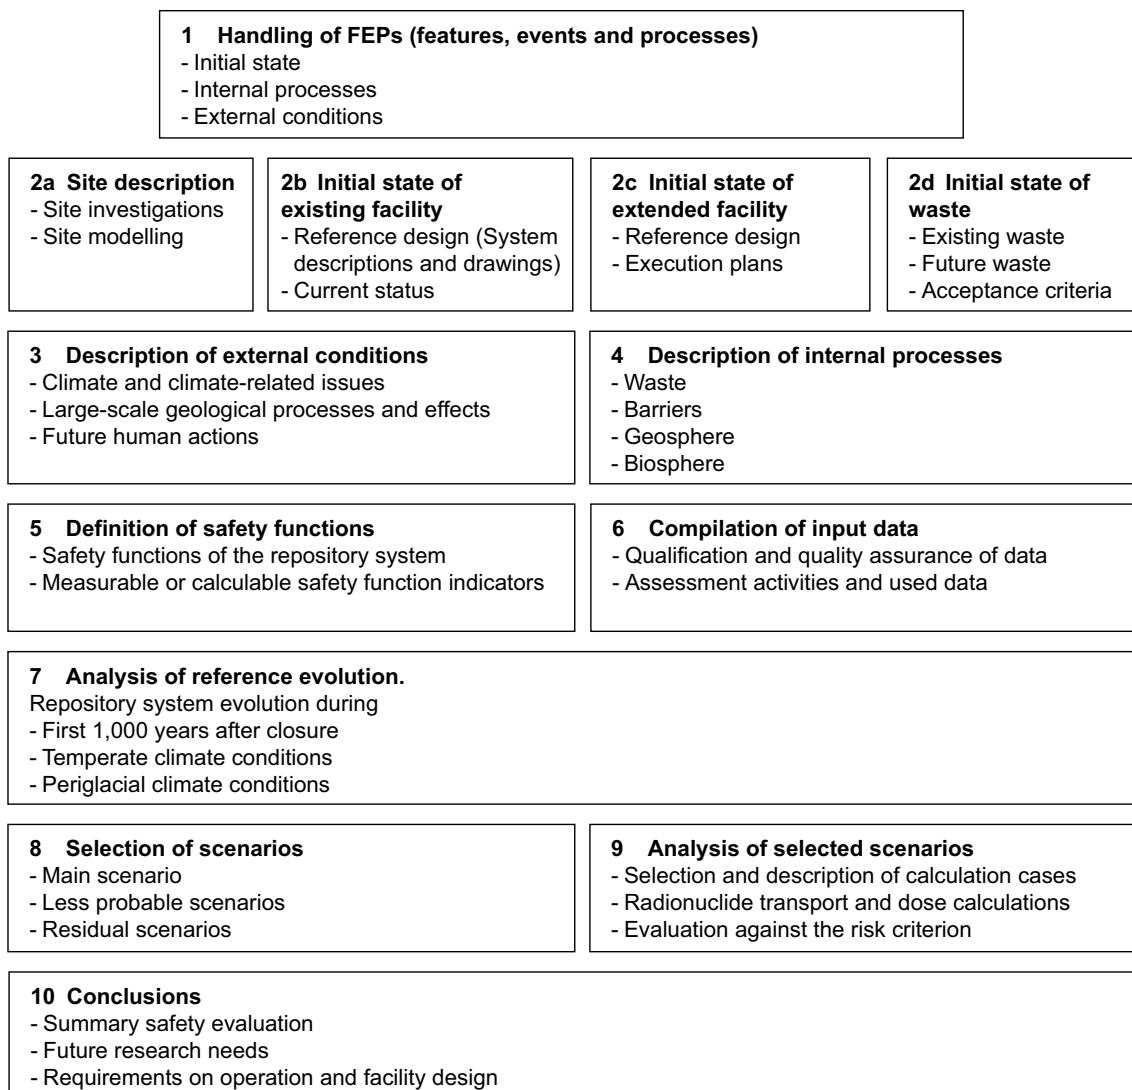 1 Handling of FEPs (features, events and processes)
- Initial state
- Internal processes
- External conditions
2a Site description
- Site investigations
- Site modelling
2b Initial state of
existing facility
- Reference design (System
descriptions and drawings)
- Current status
2c Initial state of
extended facility
- Reference design
- Execution plans
2d Initial state of
waste
- Existing waste
- Future waste
- Acceptance criteria
3 Description of external conditions
- Climate and climate-related issues
- Large-scale geological processes and effects
- Future human actions
4 Description of internal processes
- Waste
- Barriers
- Geosphere
- Biosphere
5 Definition of safety functions
- Safety functions of the repository system
- Measurable or calculable safety function indicators
6 Compilation of input data
- Qualification and quality assurance of data
- Assessment activities and used data
7 Analysis of reference evolution.
Repository system evolution during
- First 1,000 years after closure
- Temperate climate conditions
- Periglacial climate conditions
8 Selection of scenarios
- Main scenario
- Less probable scenarios
- Residual scenarios
9 Analysis of selected scenarios
- Selection and description of calculation cases
- Radionuclide transport and dose calculations
- Evaluation against the risk criterion
10 Conclusions
- Summary safety evaluation
- Future research needs
- Requirements on operation and facility design